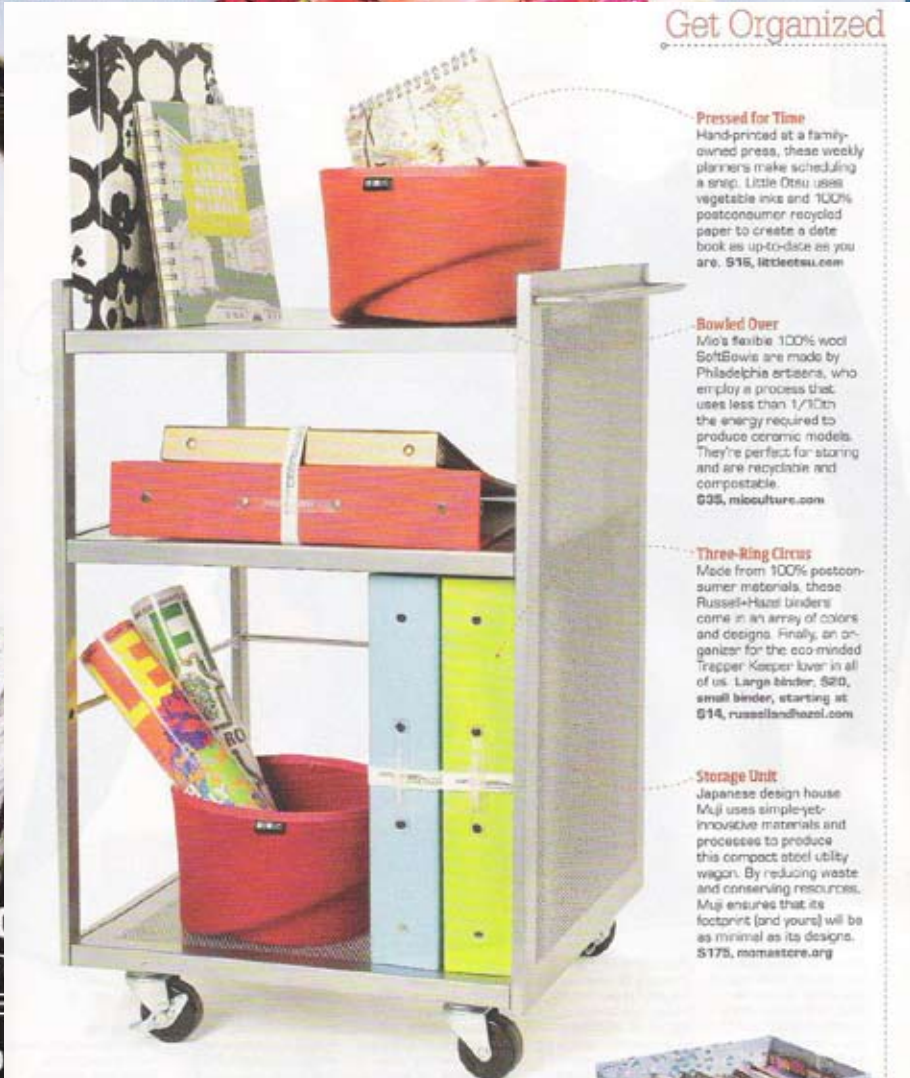 Get Organized
Pressed for Time
Hand-printed at a family-
owned press, these weekly
planners make scheduling
a snap. Little Otsu uses
vegetable inks and 100%
postconsumer recycled
paper to create a date
book as up-to-date as you
are. $16, littleotsu.com
Bowled Over
Mio's flexible 100% wool
SoftBowls are made by
Philadelphia artisans, who
employ a process that
uses less than 1/10th
the energy required to
produce ceramic models.
They're perfect for storing
and are recyclable and
compostable.
$35, mioculture.com
Three-Ring Circus
Made from 100% postcon-
sumer materials, these
Russell+Hazel binders
come in an array of colors
and designs. Finally, an or-
ganizer for the eco-minded
Trapper Keeper lover in all
of us. Large binder, $20,
small binder, starting at
$14, russellandhazel.com
Storage Unit
Japanese design house
Muji uses simple-yet-
innovative materials and
processes to produce
this compact steel utility
wagon. By reducing waste
and conserving resources,
Muji ensures that its
footprint (and yours) will be
as minimal as its designs.
$175, momastore.org
RO